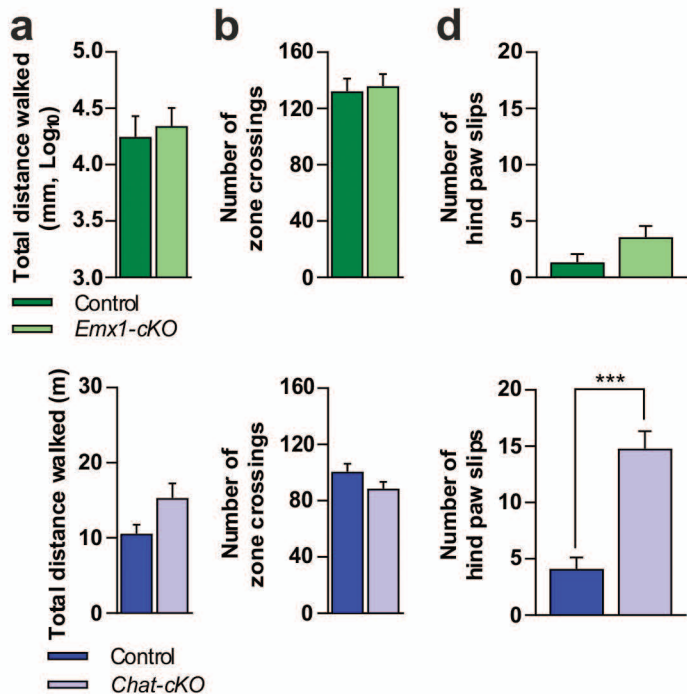 a
Total distance walked
(mm, Log₁₀)
5.0
4.5
4.0
3.5
3.0
b
Number of
zone crossings
160
120
80
40
0
d
Number of
hind paw slips
20
15
10
5
0
Control
Emx1-cKO
Total distance walked (m)
30
20
10
0
Number of
zone crossings
160
120
80
40
0
Number of
hind paw slips
20
15
10
5
0
***
Control
Chat-cKO